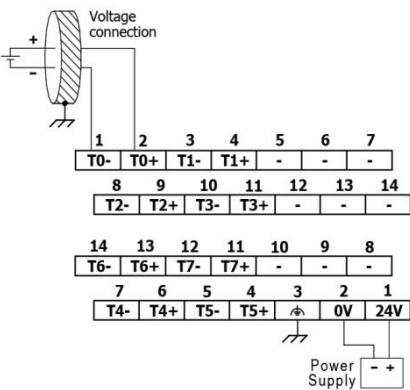 Voltage
connection
+
-
1 2 3 4 5 6 7
T0- T0+ T1- T1+ - - -
8 9 10 11 12 13 14
T2- T2+ T3- T3+ - - -
14 13 12 11 10 9 8
T6- T6+ T7- T7+ - - -
7 6 5 4 3 2 1
T4- T4+ T5- T5+ 0V 24V
Power
Supply
- +